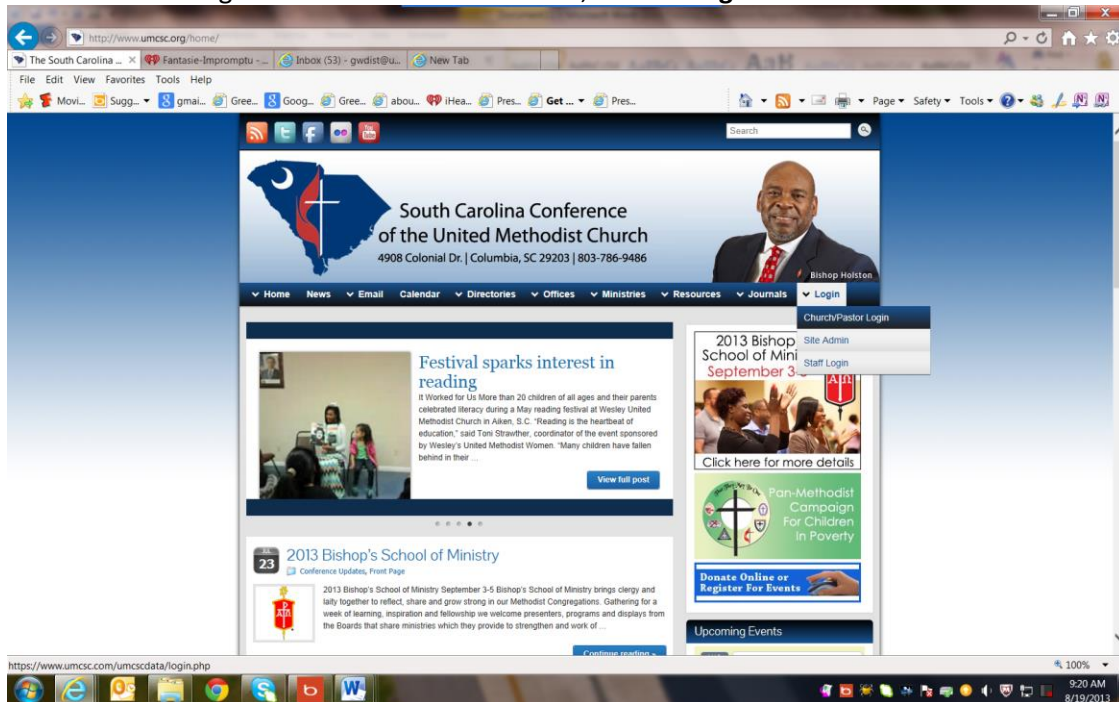 http://www.umcsc.org/home/
The South Carolina ...
Fantasie-Impromptu - ...
Inbox (53) - gwdist@u...
New Tab
File Edit View Favorites Tools Help
Movi... Sugg... gmai... Gree... Goog... Gree... abou... iHea... Pres... Get ... Pres...
Page Safety Tools
You Tube
Search
South Carolina Conference
of the United Methodist Church
4908 Colonial Dr. | Columbia, SC 29203 | 803-786-9486
Bishop Holston
Home News Email Calendar Directories Offices Ministries Resources Journals Login
Church/Pastor Login
Site Admin
Staff Login
Festival sparks interest in
reading
It Worked for Us More than 20 children of all ages and their parents
celebrated literacy during a May reading festival at Wesley United
Methodist Church in Aiken, S.C. “Reading is the heartbeat of
education,” said Toni Strawther, coordinator of the event sponsored
by Wesley’s United Methodist Women. “Many children have fallen
behind in their ...
View full post
2013 Bishop
School of Mini
September 3-5
Click here for more details
Pan-Methodist
Campaign
For Children
In Poverty
Donate Online or
Register For Events
Upcoming Events
23
2013 Bishop's School of Ministry
Conference Updates, Front Page
2013 Bishop's School of Ministry September 3-5 Bishop's School of Ministry brings clergy and
laity together to reflect, share and grow strong in our Methodist Congregations. Gathering for a
week of learning, inspiration and fellowship we welcome presenters, programs and displays from
the Boards that share ministries which they provide to strengthen and work of ...
Continue reading »
https://www.umcsc.com/umcscdata/login.php
100%
9:20 AM
8/19/2013